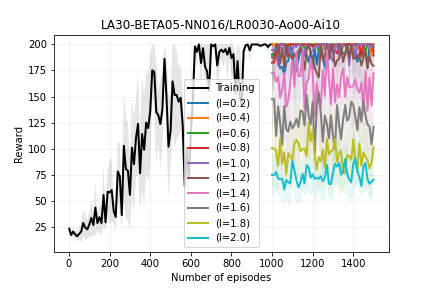 LA30-BETA05-NN016/LR0030-Ao00-Ai10
Reward
200
175
150
125
100
75
50
25
Training
(l=0.2)
(l=0.4)
(l=0.6)
(l=0.8)
(l=1.0)
(l=1.2)
(l=1.4)
(l=1.6)
(l=1.8)
(l=2.0)
0
200
400
600
800
1000
1200
1400
Number of episodes